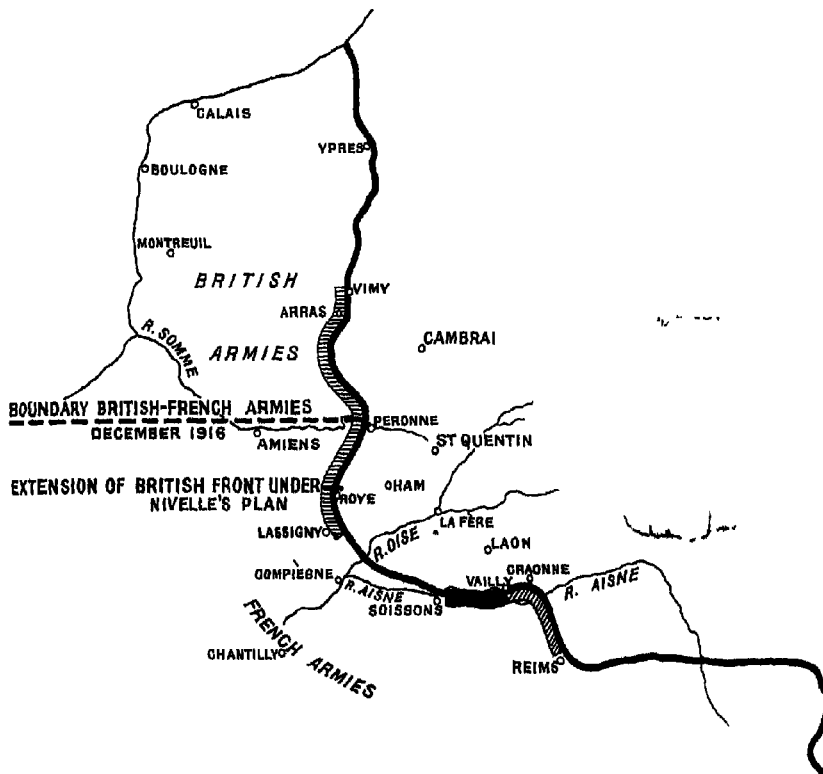 CALAIS
YPRES
BOULOGNE
MONTREUIL
BRITISH
VIMY
ARRAS
R. SOMME
CAMBRAI
ARMIES
BOUNDARY BRITISH-FRENCH ARMIES
PERONNE
DECEMBER 1916
AMIENS
ST QUENTIN
EXTENSION OF BRITISH FRONT UNDER
HAM
NIVELLE'S PLAN
ROYE
LA FÈRE
LASSIGNY
R. OISE
LAON
CRAONNE
COMPIEGNE
VAILLY
R. AISNE
R. AISNE
SOISSONS
FRENCH ARMIES
CHANTILLY
REIMS